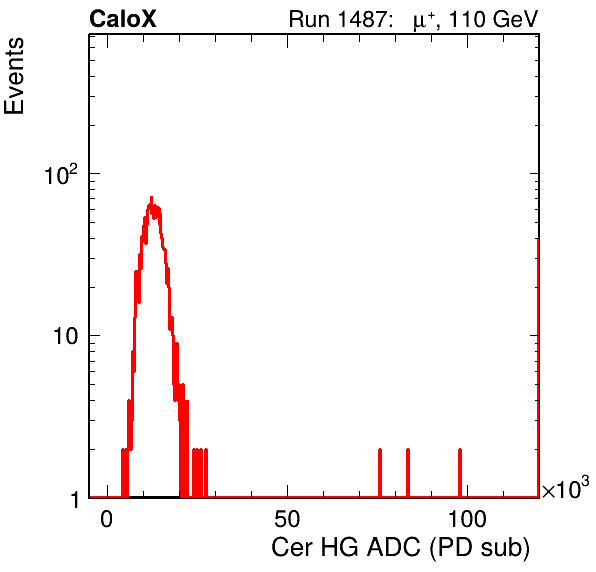 CaloX Run 1487: μ⁺, 110 GeV
Events
10²
10
1
0 50 100 ×10³
Cer HG ADC (PD sub)